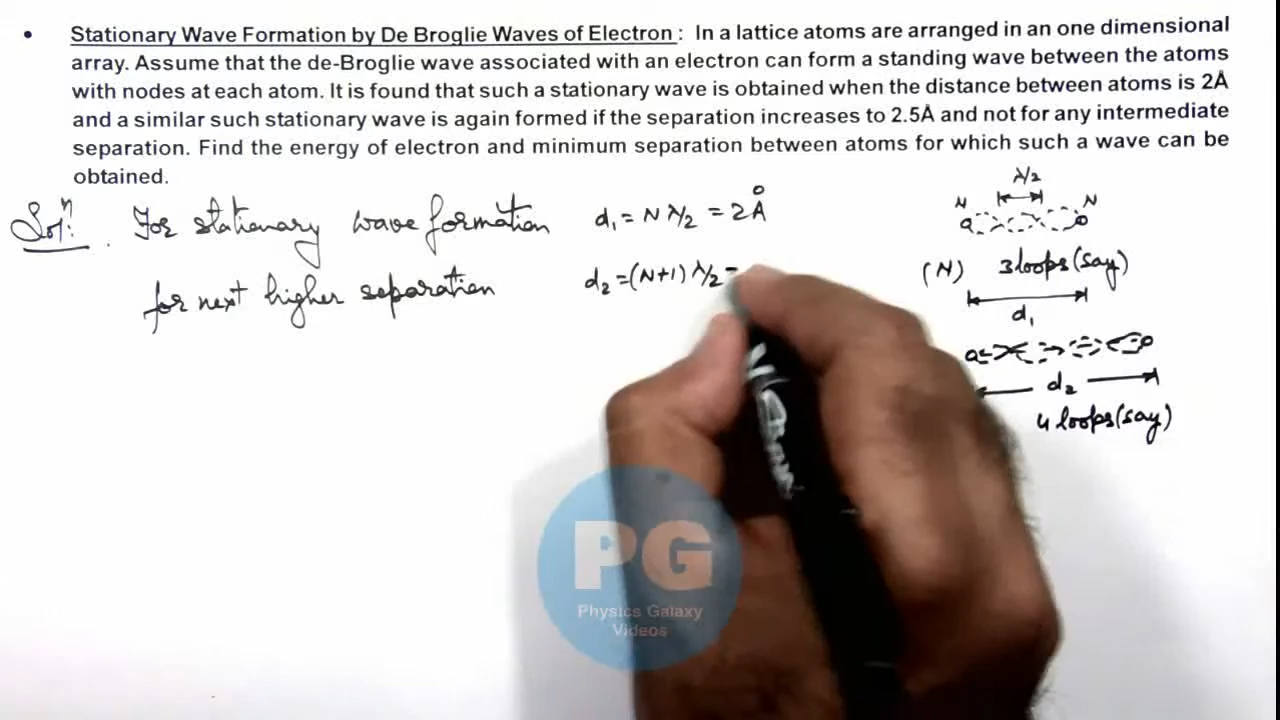 • Stationary Wave Formation by De Broglie Waves of Electron : In a lattice atoms are arranged in an one dimensional
array. Assume that the de-Broglie wave associated with an electron can form a standing wave between the atoms
with nodes at each atom. It is found that such a stationary wave is obtained when the distance between atoms is 2Å
and a similar such stationary wave is again formed if the separation increases to 2.5Å and not for any intermediate
separation. Find the energy of electron and minimum separation between atoms for which such a wave can be
obtained.
Solⁿ: For stationary wave formation d₁ = N λ/2 = 2Å
for next higher separation d₂ = (N+1) λ/2 =
λ/2
N N
(N) 3 loops (say)
d₁
d₂
4 loops (say)
PG
Physics Galaxy
Videos